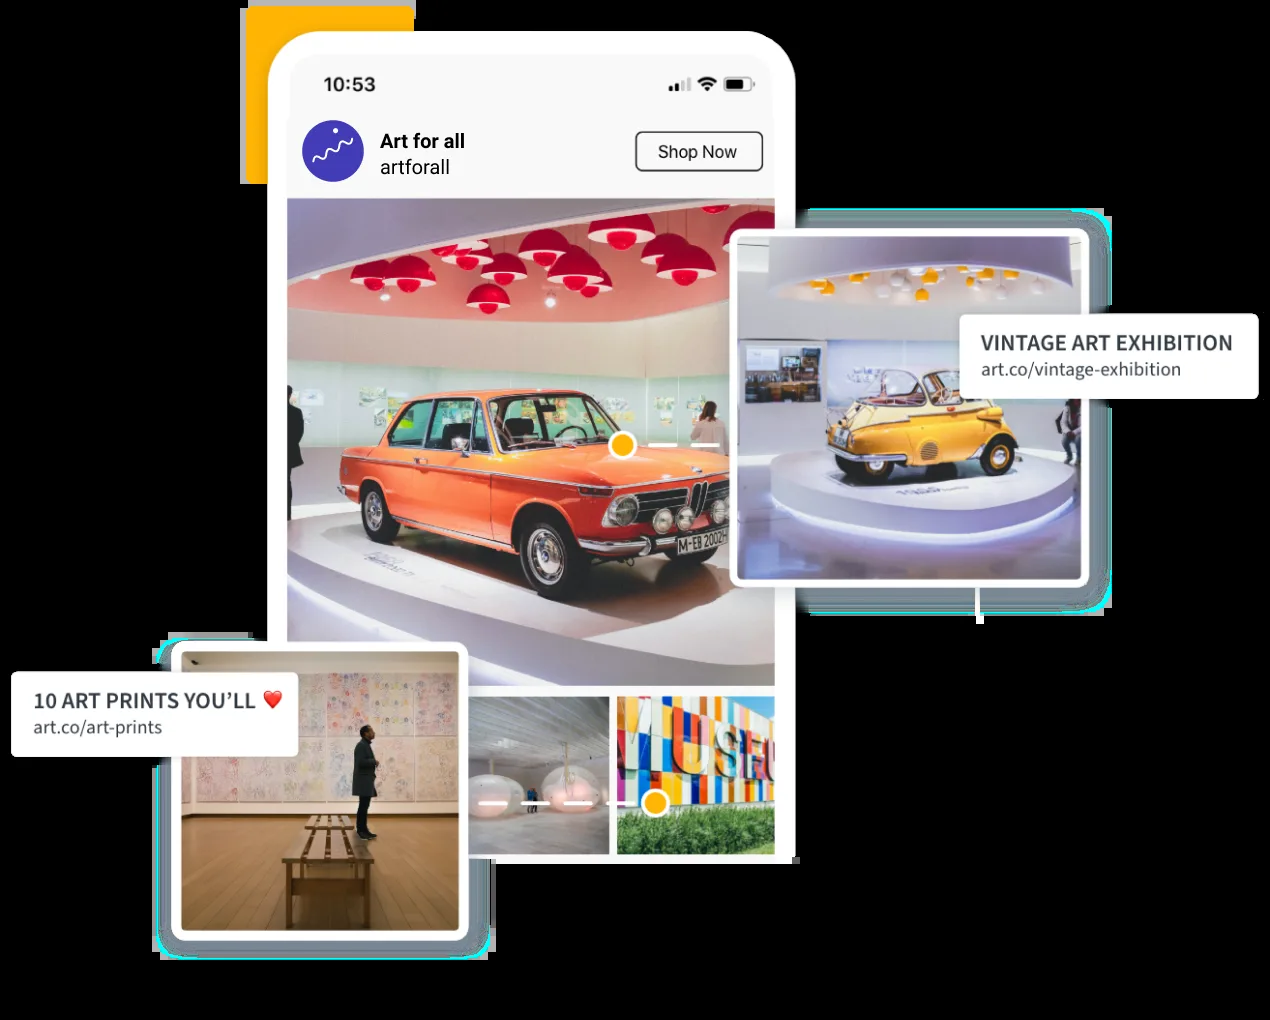 10:53
Art for all
artforall
Shop Now
VINTAGE ART EXHIBITION
art.co/vintage-exhibition
M-EB 2002H
10 ART PRINTS YOU’LL ❤️
art.co/art-prints
MUSEU